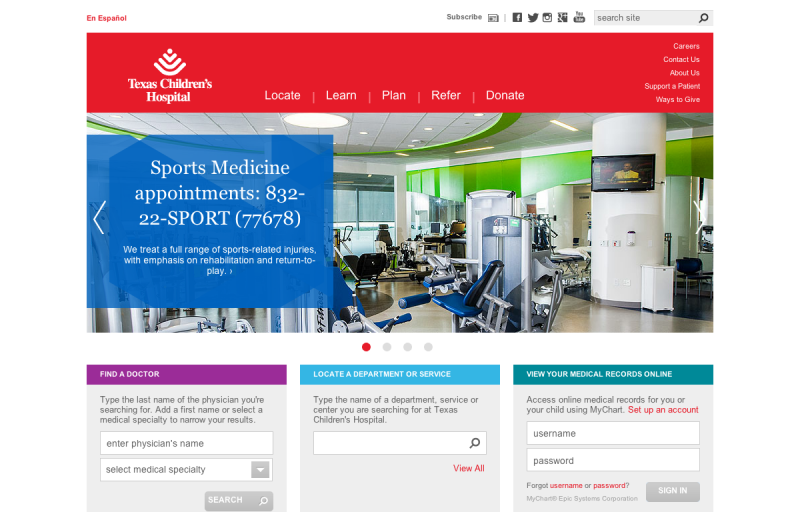 En Español
Subscribe
search site
Careers
Contact Us
About Us
Support a Patient
Ways to Give
Texas Children's
Hospital
Locate | Learn | Plan | Refer | Donate
Sports Medicine
appointments: 832-
22-SPORT (77678)
We treat a full range of sports-related injuries,
with emphasis on rehabilitation and return-to-
play. ›
FIND A DOCTOR
Type the last name of the physician you're
searching for. Add a first name or select a
medical specialty to narrow your results.
enter physician's name
select medical specialty
SEARCH
LOCATE A DEPARTMENT OR SERVICE
Type the name of a department, service or
center you are searching for at Texas
Children's Hospital.
View All
VIEW YOUR MEDICAL RECORDS ONLINE
Access online medical records for you or
your child using MyChart. Set up an account
username
password
Forgot username or password?
MyChart® Epic Systems Corporation
SIGN IN